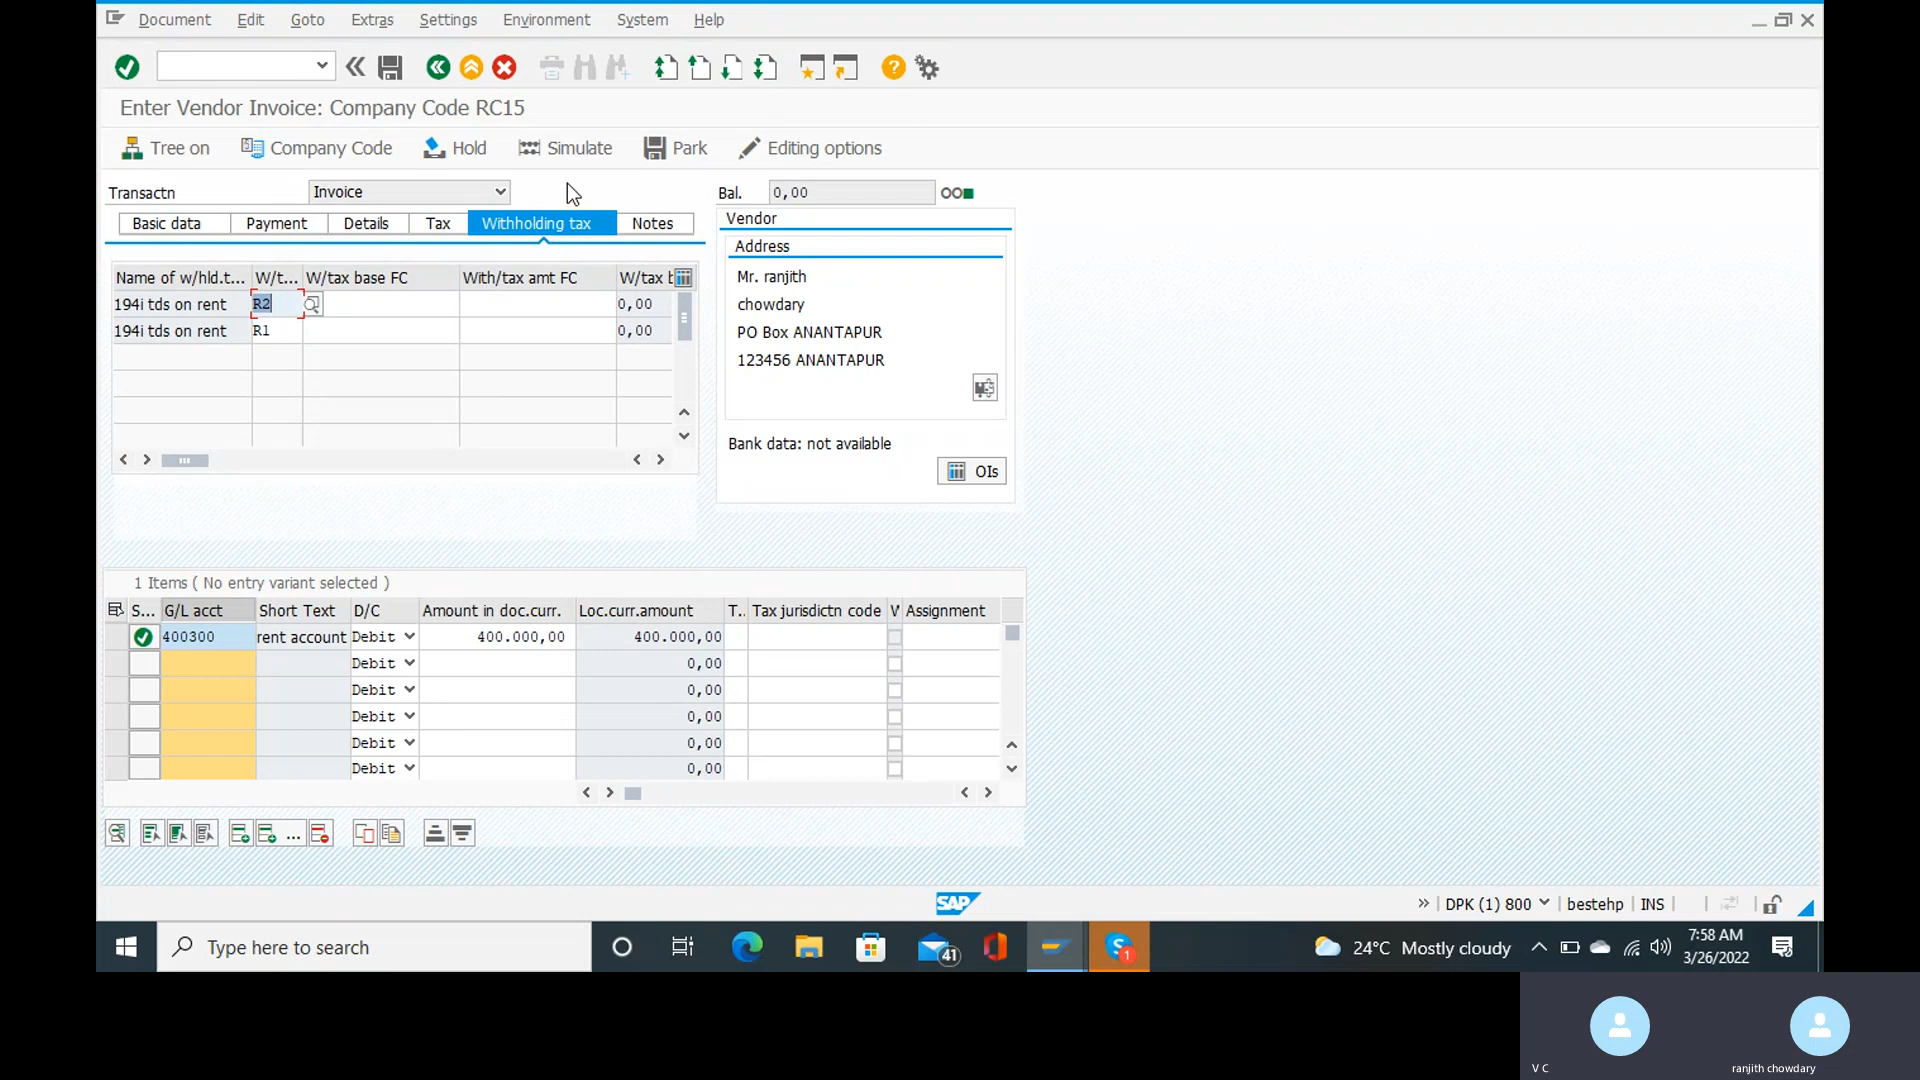 Document Edit Goto Extras Settings Environment System Help
Enter Vendor Invoice: Company Code RC15
Tree on Company Code Hold Simulate Park Editing options
Transactn Invoice Bal. 0,00
Basic data Payment Details Tax Withholding tax Notes
Vendor
Address
Mr. ranjith
chowdary
PO Box ANANTAPUR
123456 ANANTAPUR
Bank data: not available
OIs
Name of w/hld.t... W/t... W/tax base FC With/tax amt FC W/tax b
194i tds on rent R2 0,00
194i tds on rent R1 0,00
1 Items ( No entry variant selected )
S... G/L acct Short Text D/C Amount in doc.curr. Loc.curr.amount T.. Tax jurisdictn code V Assignment
400300 rent account Debit 400.000,00 400.000,00
Debit 0,00
Debit 0,00
Debit 0,00
Debit 0,00
Debit 0,00
...
SAP
DPK (1) 800 bestehp INS
Type here to search
41
S 1
24°C Mostly cloudy
7:58 AM
3/26/2022
V C
ranjith chowdary